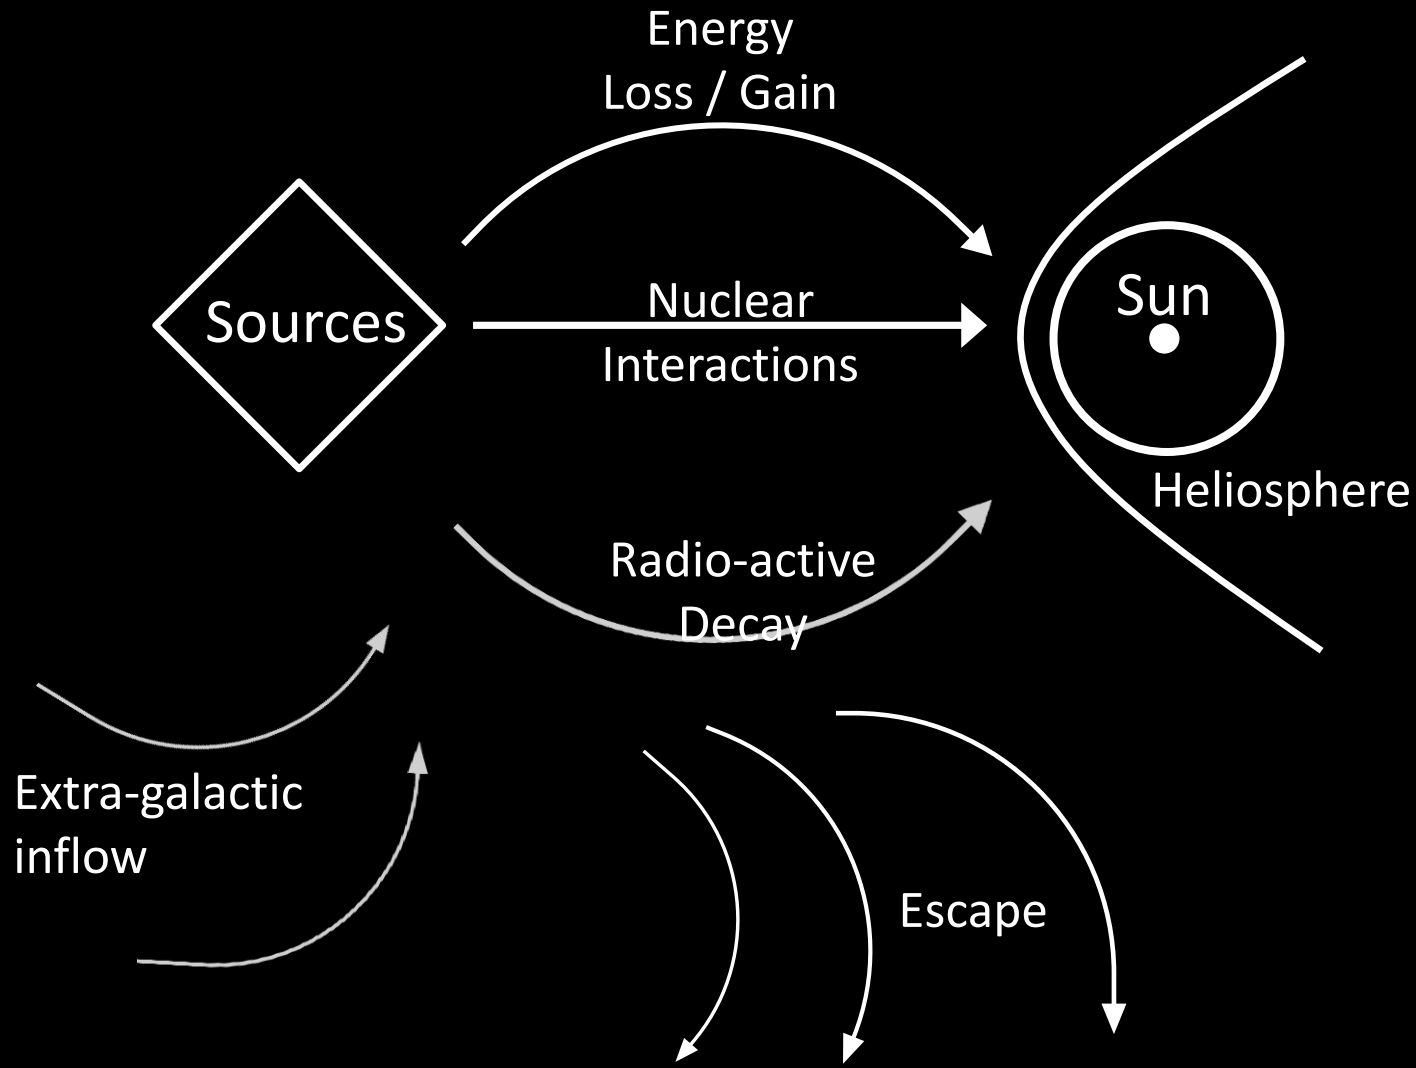 Energy
Loss / Gain
Sources
Nuclear
Interactions
Sun
Heliosphere
Radio-active
Decay
Extra-galactic
inflow
Escape